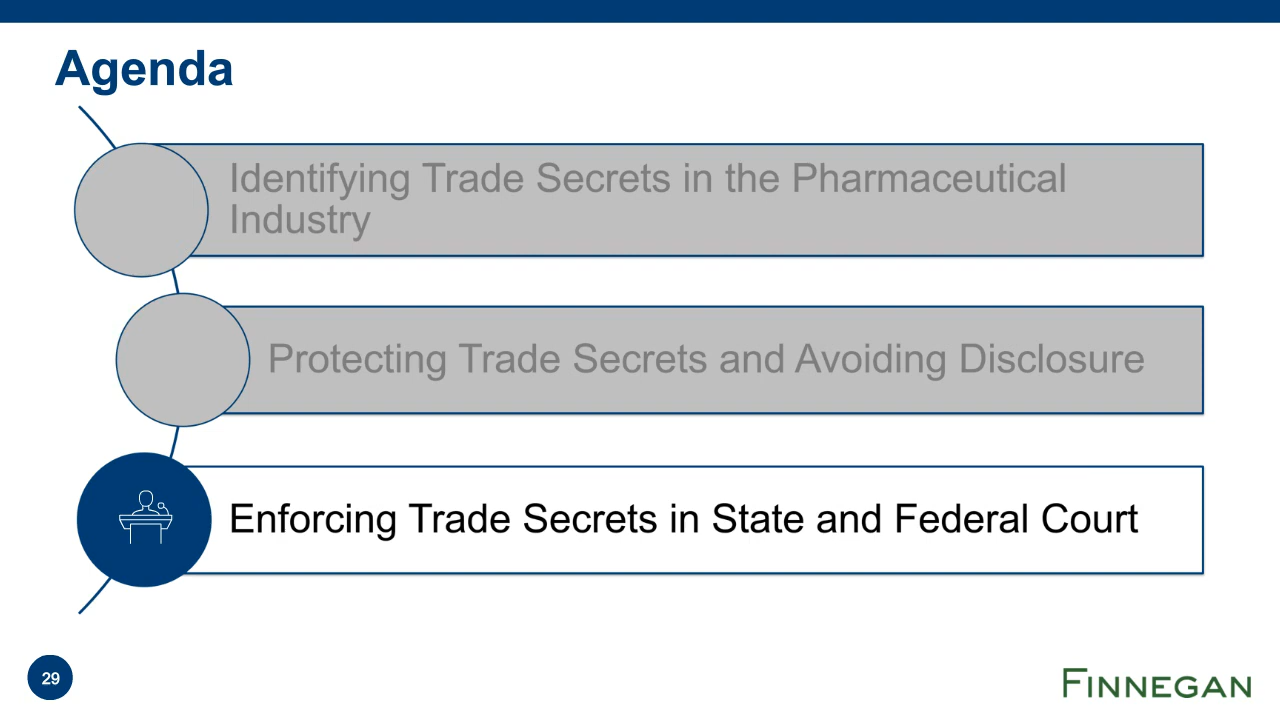 Agenda
Identifying Trade Secrets in the Pharmaceutical
Industry
Protecting Trade Secrets and Avoiding Disclosure
Enforcing Trade Secrets in State and Federal Court
29
FINNEGAN